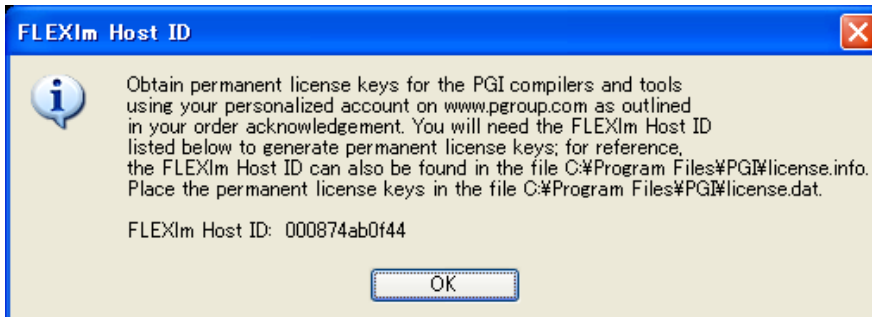 FLEXlm Host ID
Obtain permanent license keys for the PGI compilers and tools
using your personalized account on www.pgroup.com as outlined
in your order acknowledgement. You will need the FLEXlm Host ID
listed below to generate permanent license keys; for reference,
the FLEXlm Host ID can also be found in the file C:¥Program Files¥PGI¥license.info.
Place the permanent license keys in the file C:¥Program Files¥PGI¥license.dat.
FLEXlm Host ID: 000874ab0f44
OK